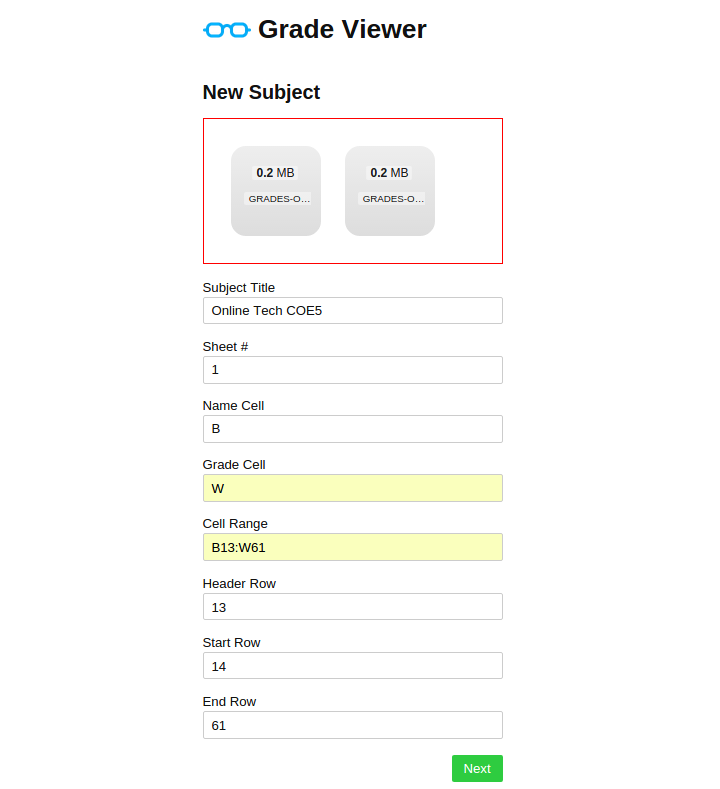 Grade Viewer
New Subject
0.2 MB 0.2 MB
GRADES-O... GRADES-O...
Subject Title
Online Tech COE5
Sheet #
1
Name Cell
B
Grade Cell
W
Cell Range
B13:W61
Header Row
13
Start Row
14
End Row
61
Next